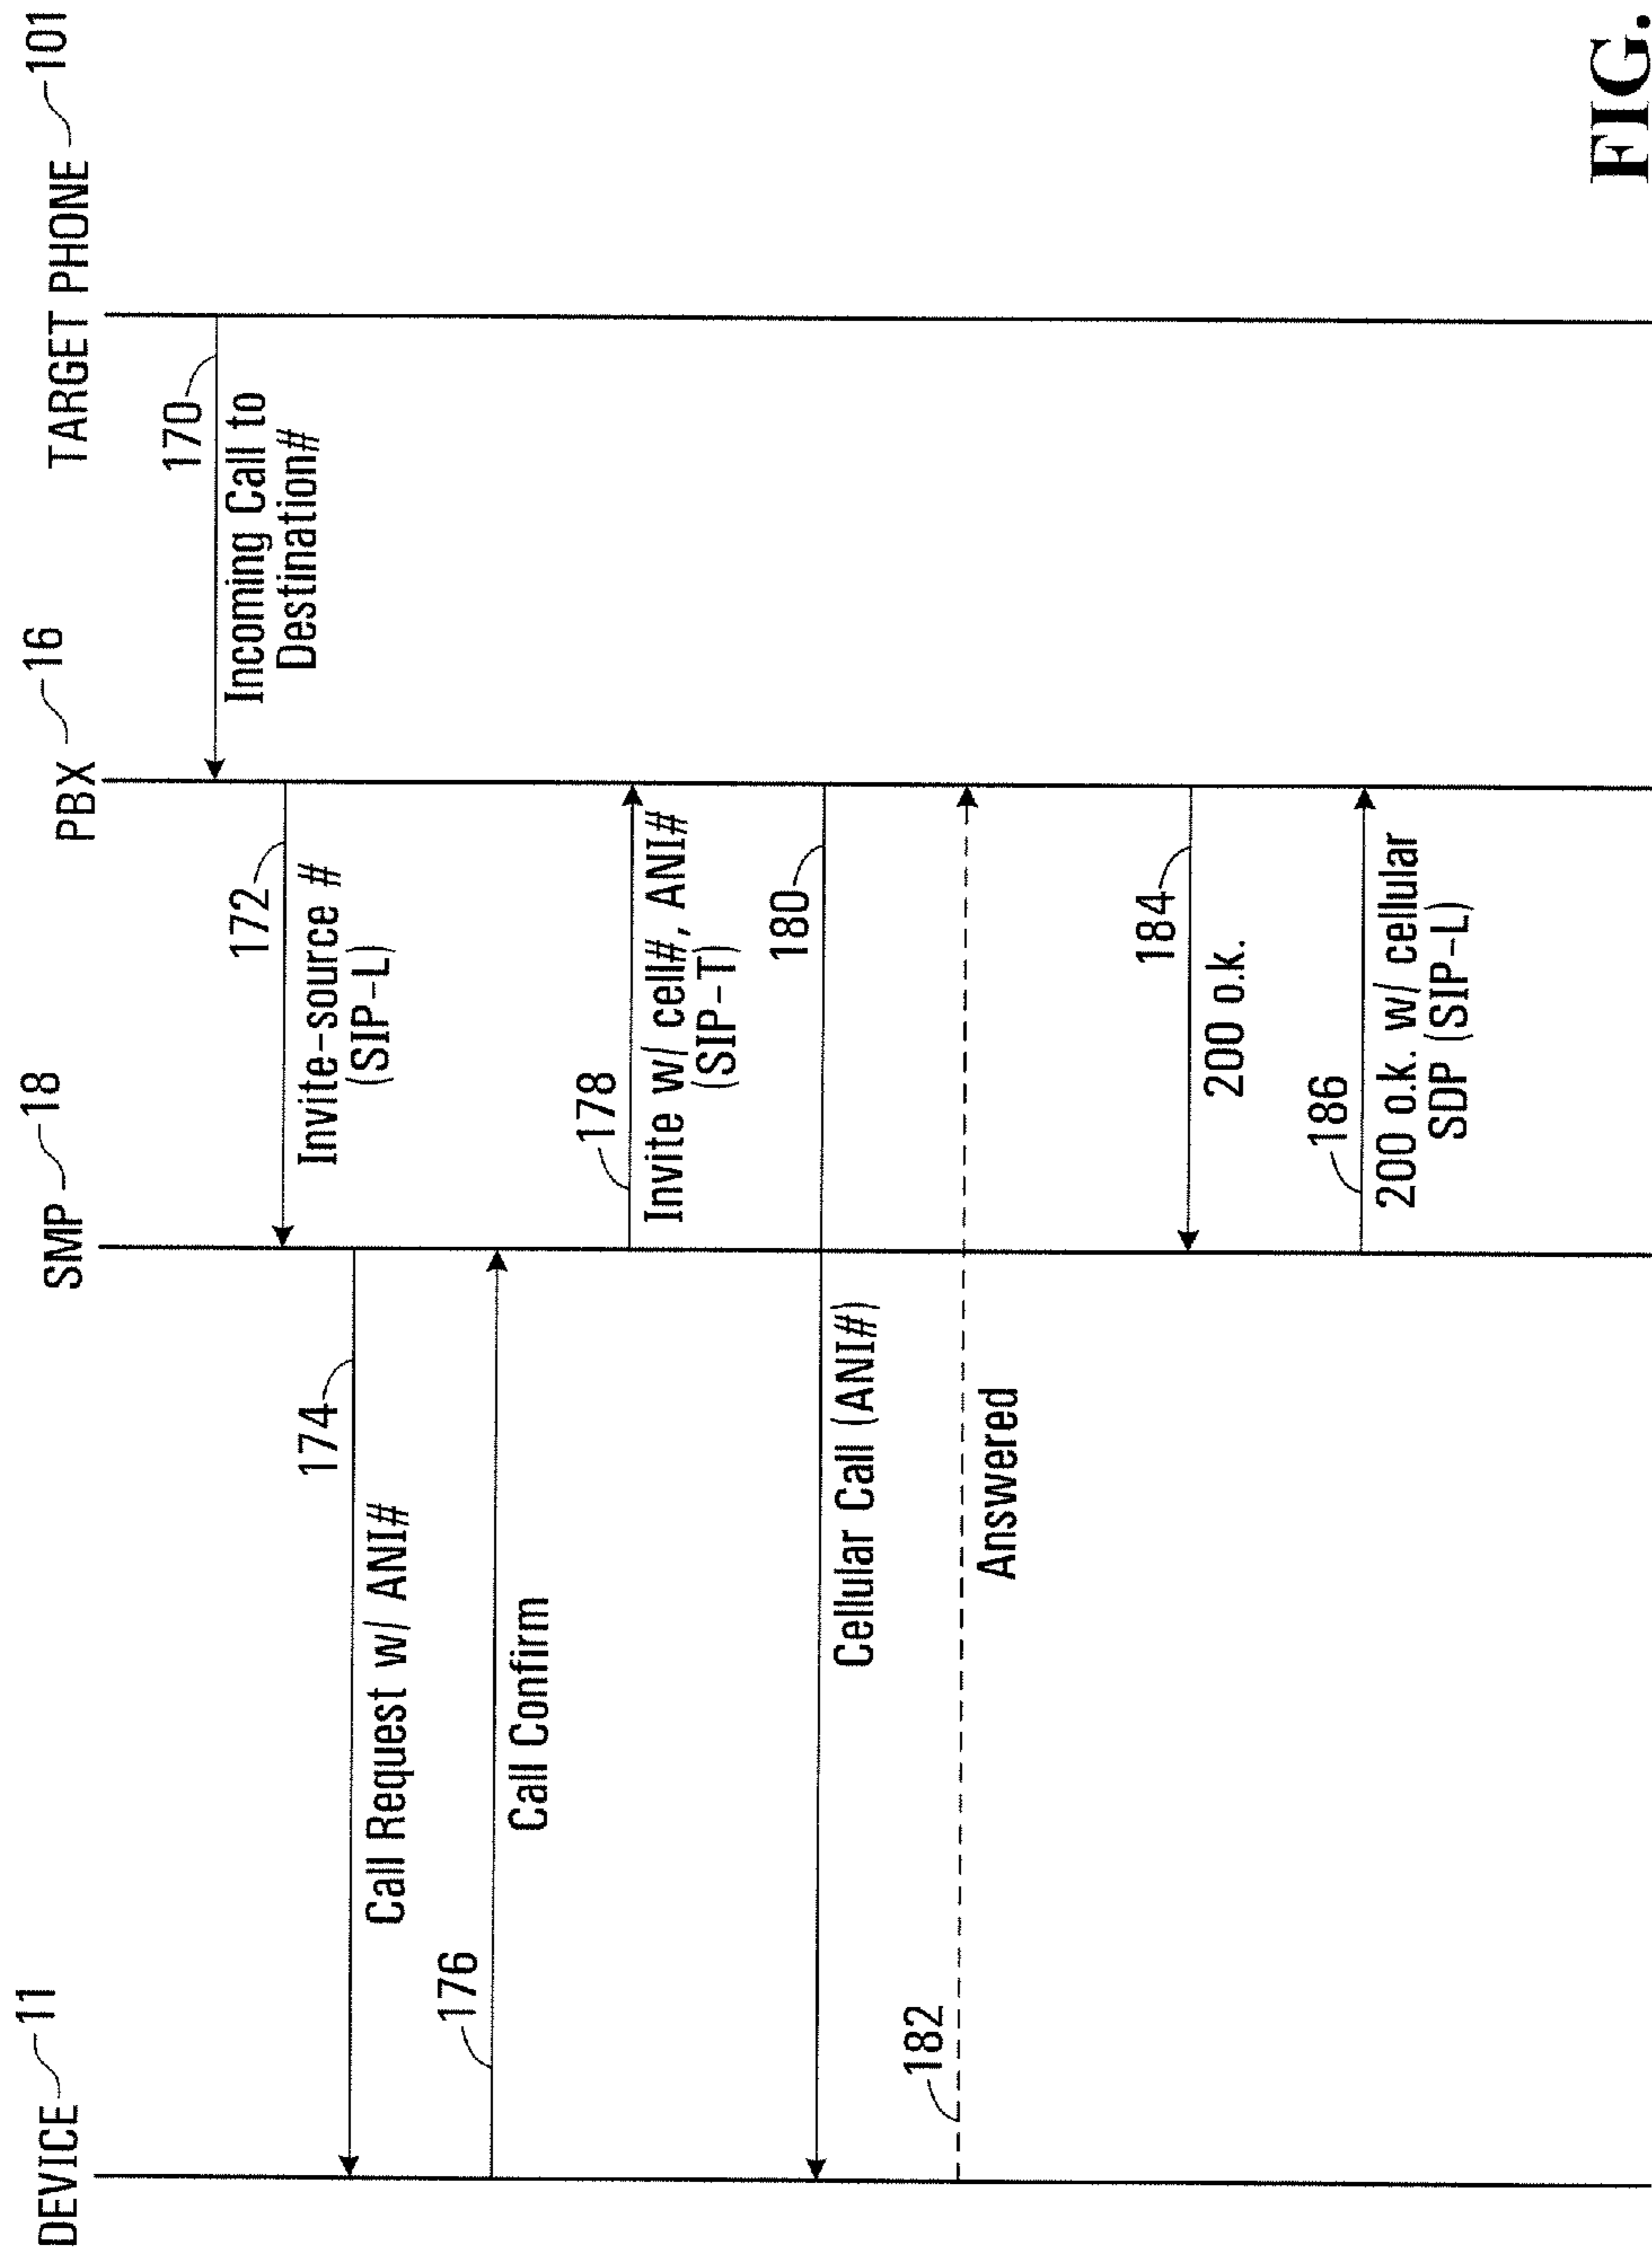 DEVICE 11
SMP 18
PBX 16
TARGET PHONE 101
170
Incoming Call to
Destination#
172
Invite-source #
(SIP-L)
174
Call Request w/ ANI#
176
Call Confirm
178
Invite w/ cell#, ANI#
(SIP-T)
180
Cellular Call (ANI#)
182
Answered
184
200 o.k.
186
200 o.k. w/ cellular
SDP (SIP-L)
FIG.